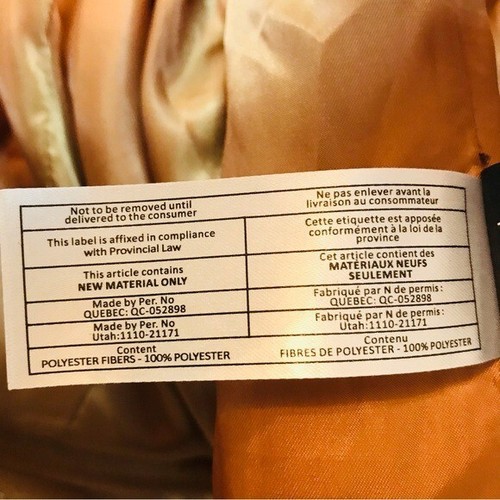 Not to be removed until
delivered to the consumer
Ne pas enlever avant la
livraison au consommateur
This label is affixed in compliance
with Provincial Law
Cette etiquette est apposée
conformément à la loi de la
province
This article contains
NEW MATERIAL ONLY
Cet article contient des
MATÉRIAUX NEUFS
SEULEMENT
Made by Per. No
QUEBEC: QC-052898
Fabriqué par N de permis:
QUEBEC: QC-052898
Made by Per. No
Utah:1110-21171
Fabriqué par N de permis:
Utah:1110-21171
Content
POLYESTER FIBERS - 100% POLYESTER
Contenu
FIBRES DE POLYESTER - 100% POLYESTER